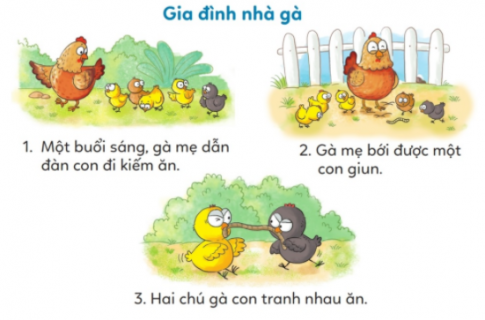 Gia đình nhà gà
1. Một buổi sáng, gà mẹ dẫn
đàn con đi kiếm ăn.
2. Gà mẹ bới được một
con giun.
3. Hai chú gà con tranh nhau ăn.